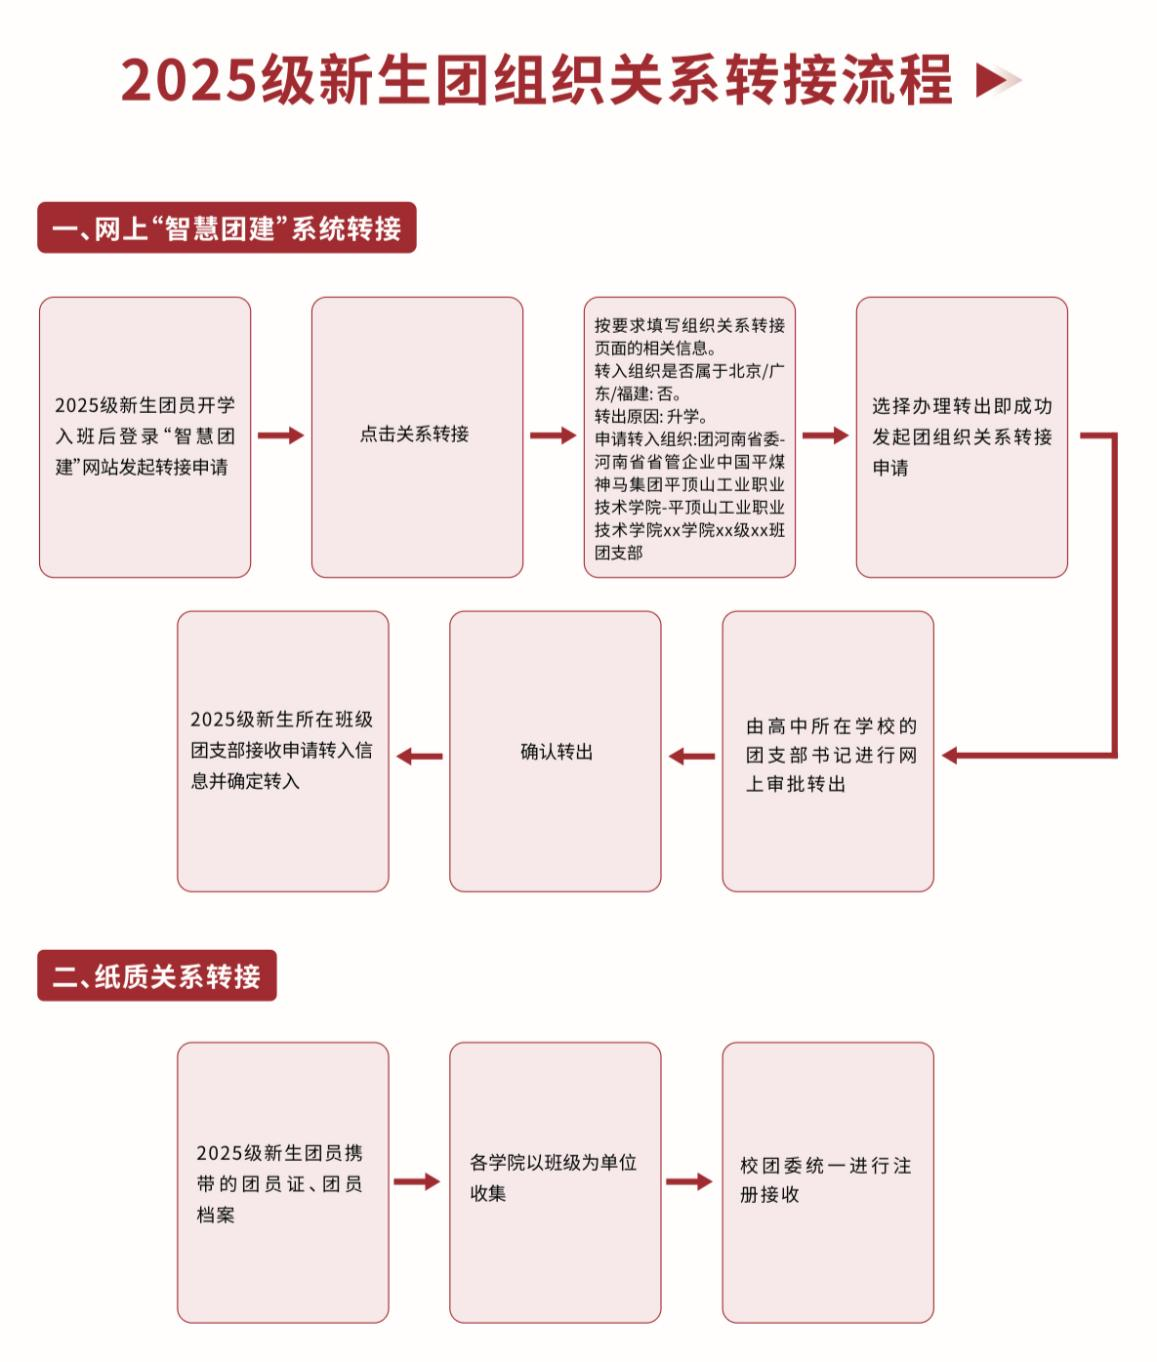 2025级新生团组织关系转接流程
一、网上“智慧团建”系统转接
2025级新生团员开学
入班后登录“智慧团
建”网站发起转接申请
点击关系转接
按要求填写组织关系转接
页面的相关信息。
转入组织是否属于北京/广
东/福建: 否。
转出原因: 升学。
申请转入组织:团河南省委-
河南省省管企业中国平煤
神马集团平顶山工业职业
技术学院-平顶山工业职业
技术学院xx学院xx级xx班
团支部
选择办理转出即成功
发起团组织关系转接
申请
由高中所在学校的
团支部书记进行网
上审批转出
确认转出
2025级新生所在班级
团支部接收申请转入信
息并确定转入
二、纸质关系转接
2025级新生团员携
带的团员证、团员
档案
各学院以班级为单位
收集
校团委统一进行注
册接收